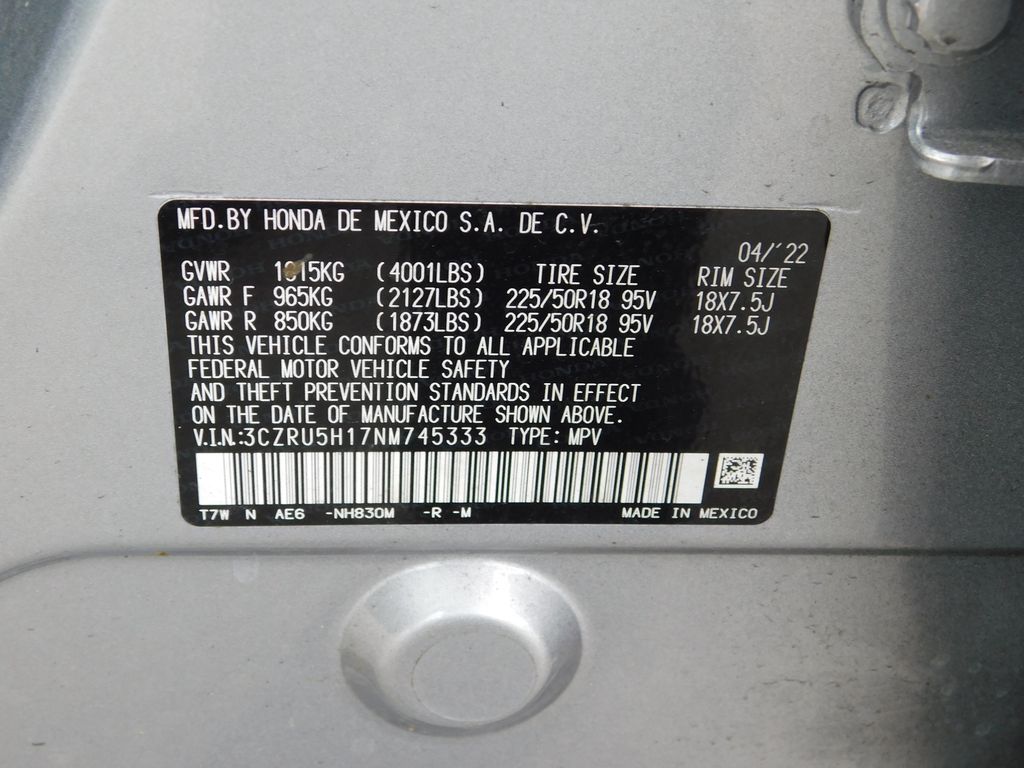 MFD.BY HONDA DE MEXICO S.A. DE C.V.
04/'22
GVWR 1815KG (4001LBS) TIRE SIZE RIM SIZE
GAWR F 965KG (2127LBS) 225/50R18 95V 18X7.5J
GAWR R 850KG (1873LBS) 225/50R18 95V 18X7.5J
THIS VEHICLE CONFORMS TO ALL APPLICABLE
FEDERAL MOTOR VEHICLE SAFETY
AND THEFT PREVENTION STANDARDS IN EFFECT
ON THE DATE OF MANUFACTURE SHOWN ABOVE.
V.I.N.:3CZRU5H17NM745333 TYPE: MPV
T7W N AE6 -NH830M -R -M MADE IN MEXICO